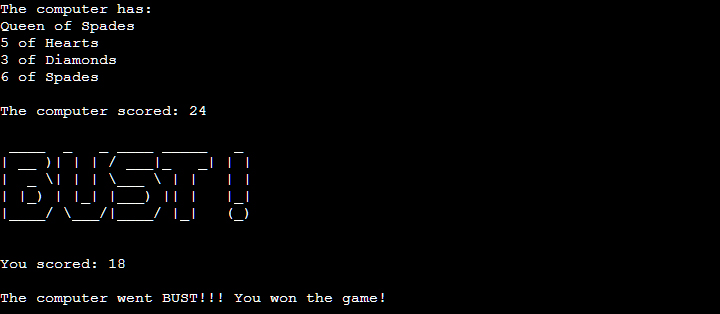 The computer has:
Queen of Spades
5 of Hearts
3 of Diamonds
6 of Spades
The computer scored: 24
BUST!
You scored: 18
The computer went BUST!!! You won the game!